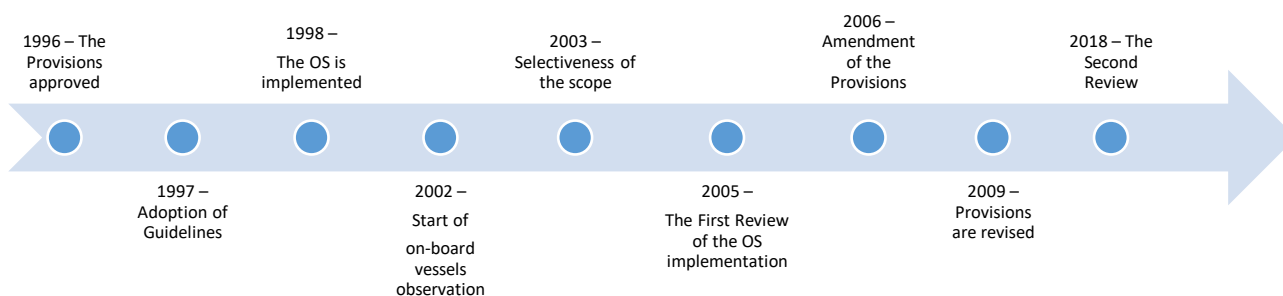 1996 – The
Provisions
approved
1997 –
Adoption of
Guidelines
1998 –
The OS is
implemented
2002 –
Start of
on-board
vessels
observation
2003 –
Selectiveness of
the scope
2005 –
The First Review
of the OS
implementation
2006 –
Amendment
of the
Provisions
2009 –
Provisions
are revised
2018 – The
Second
Review